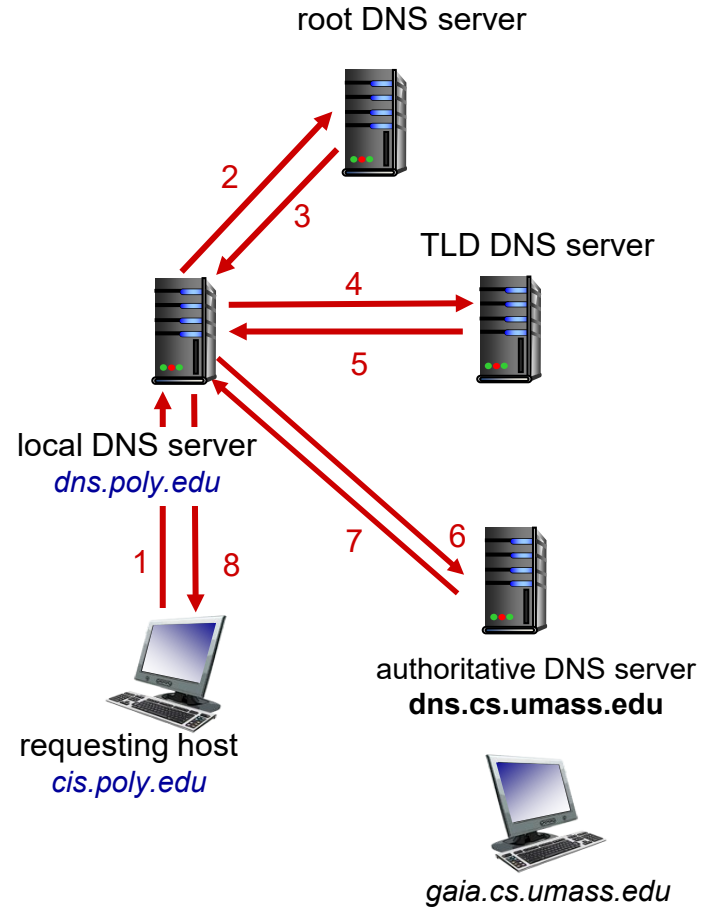 root DNS server
2
3
TLD DNS server
4
5
local DNS server
dns.poly.edu
1
8
7
6
requesting host
cis.poly.edu
authoritative DNS server
dns.cs.umass.edu
gaia.cs.umass.edu